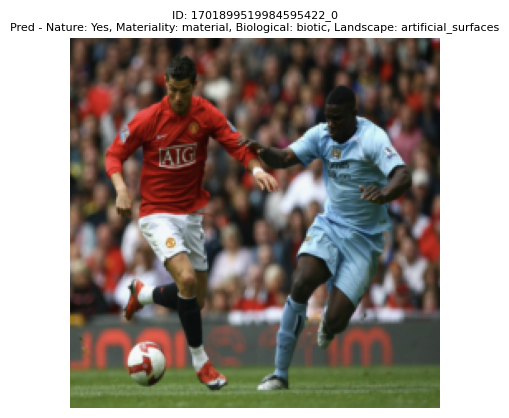 ID: 1701899519984595422_0
Pred - Nature: Yes, Materiality: material, Biological: biotic, Landscape: artificial_surfaces
AIG